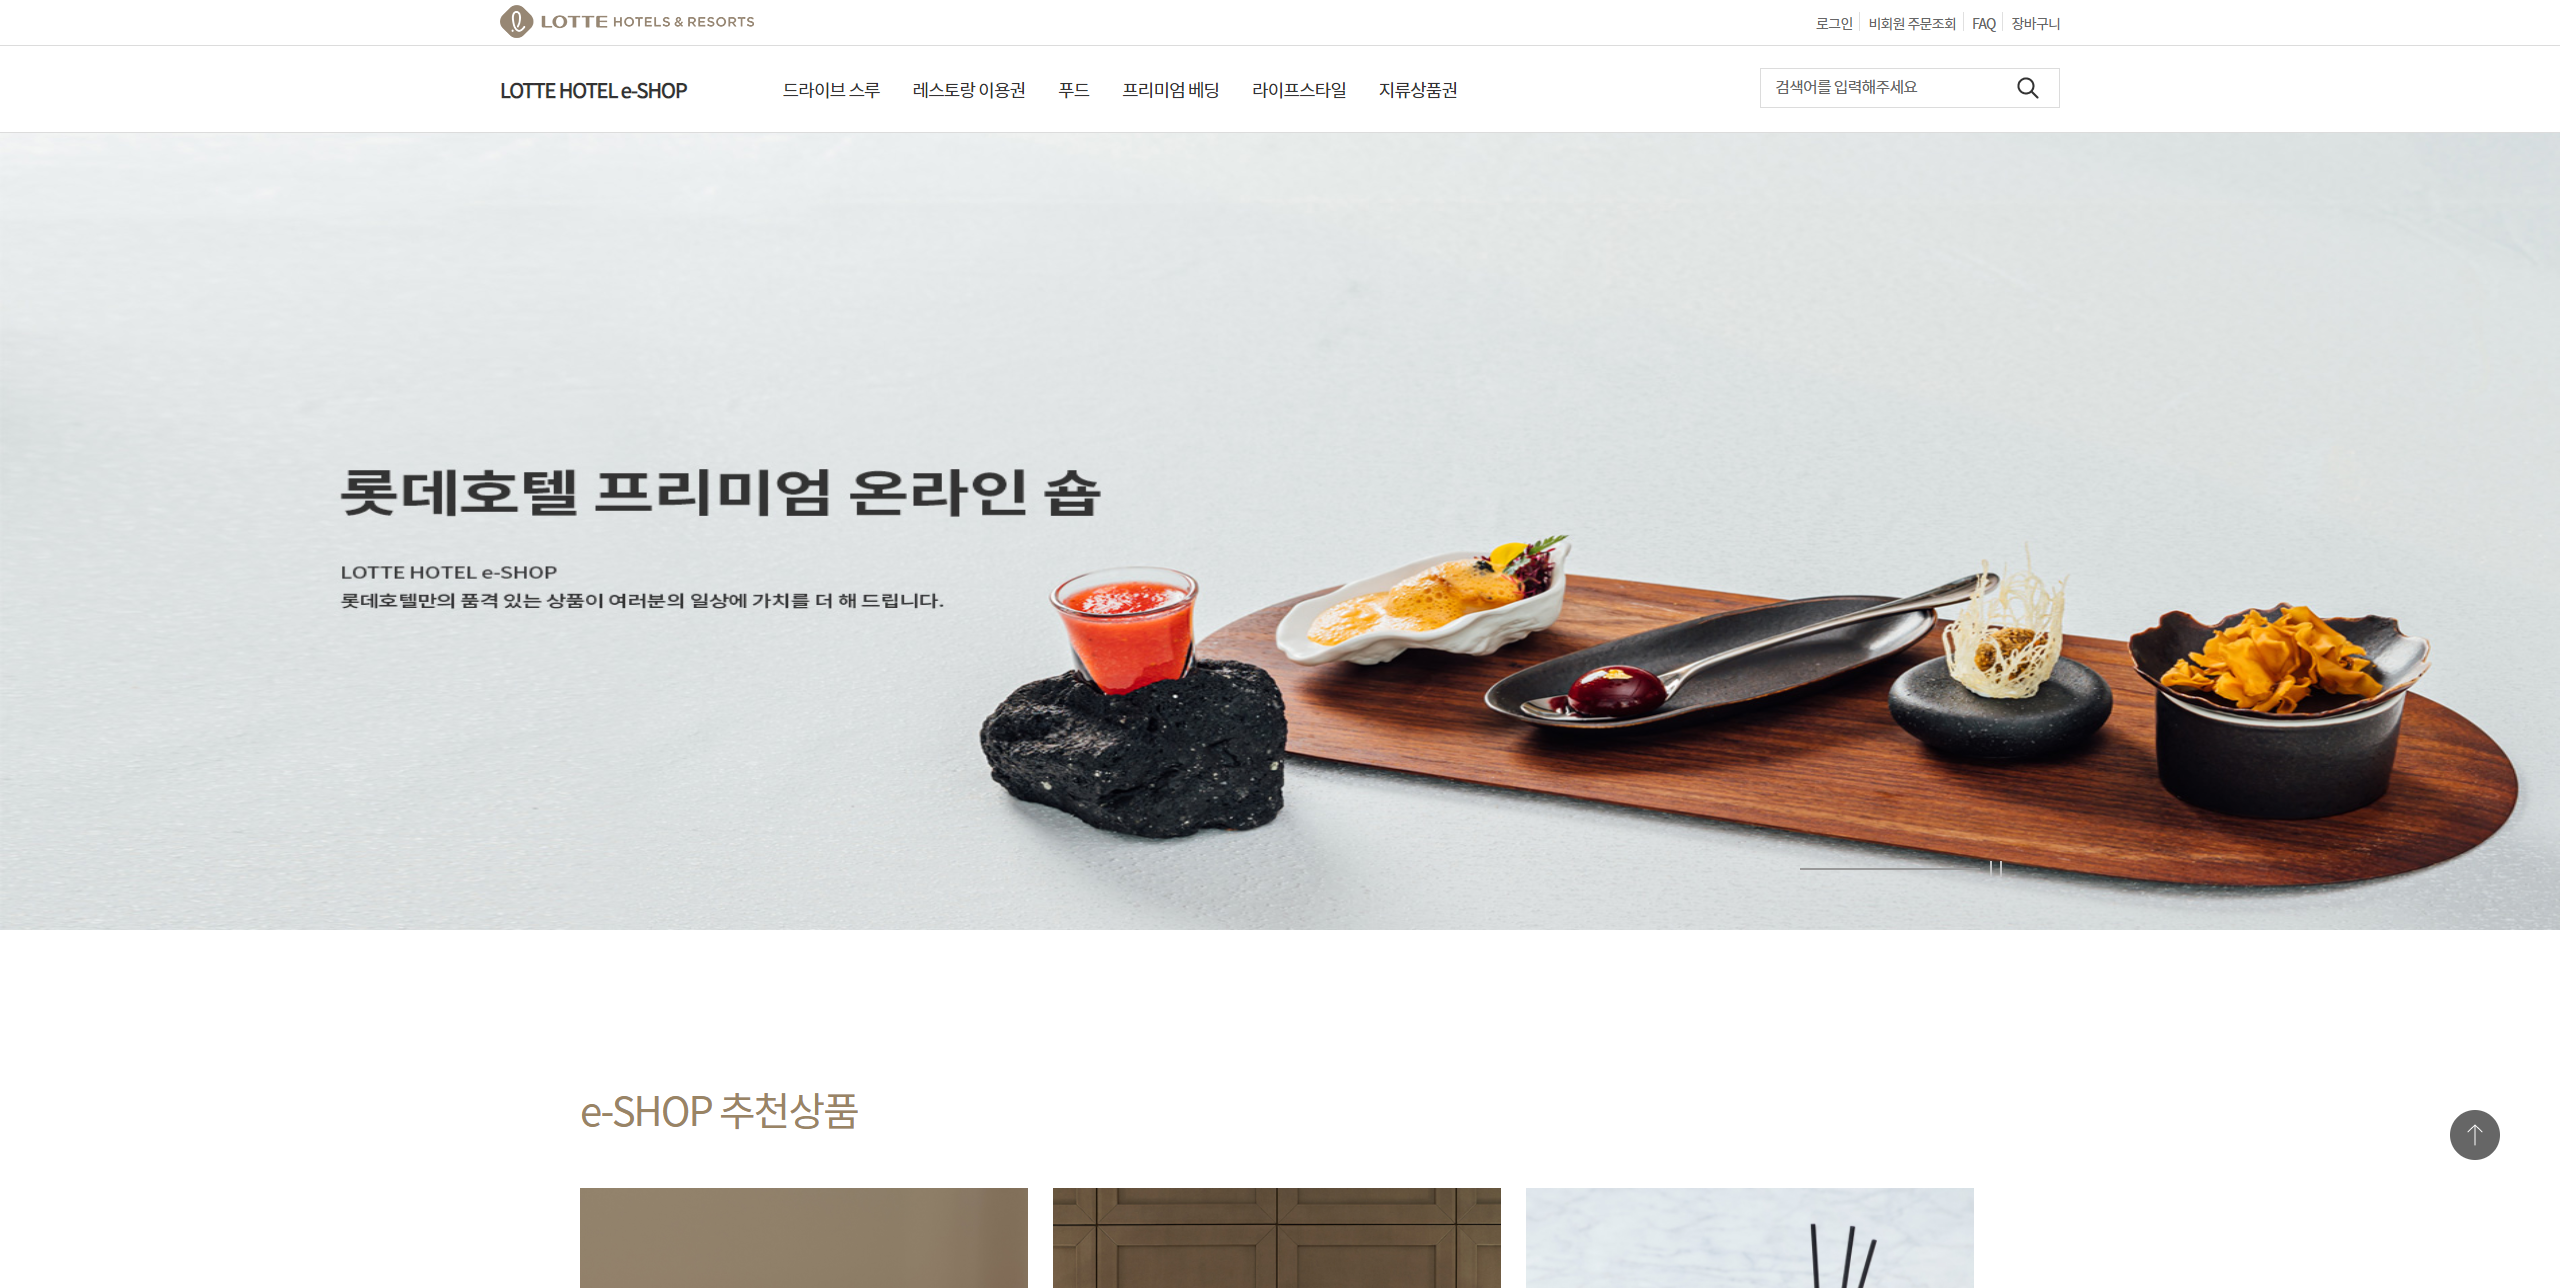 LOTTE HOTELS & RESORTS
로그인 비회원 주문조회 FAQ 장바구니
LOTTE HOTEL e-SHOP
드라이브 스루 레스토랑 이용권 푸드 프리미엄 베딩 라이프스타일 지류상품권
검색어를 입력해주세요
롯데호텔 프리미엄 온라인 숍
LOTTE HOTEL e-SHOP
롯데호텔만의 품격 있는 상품이 여러분의 일상에 가치를 더 해 드립니다.
e-SHOP 추천상품